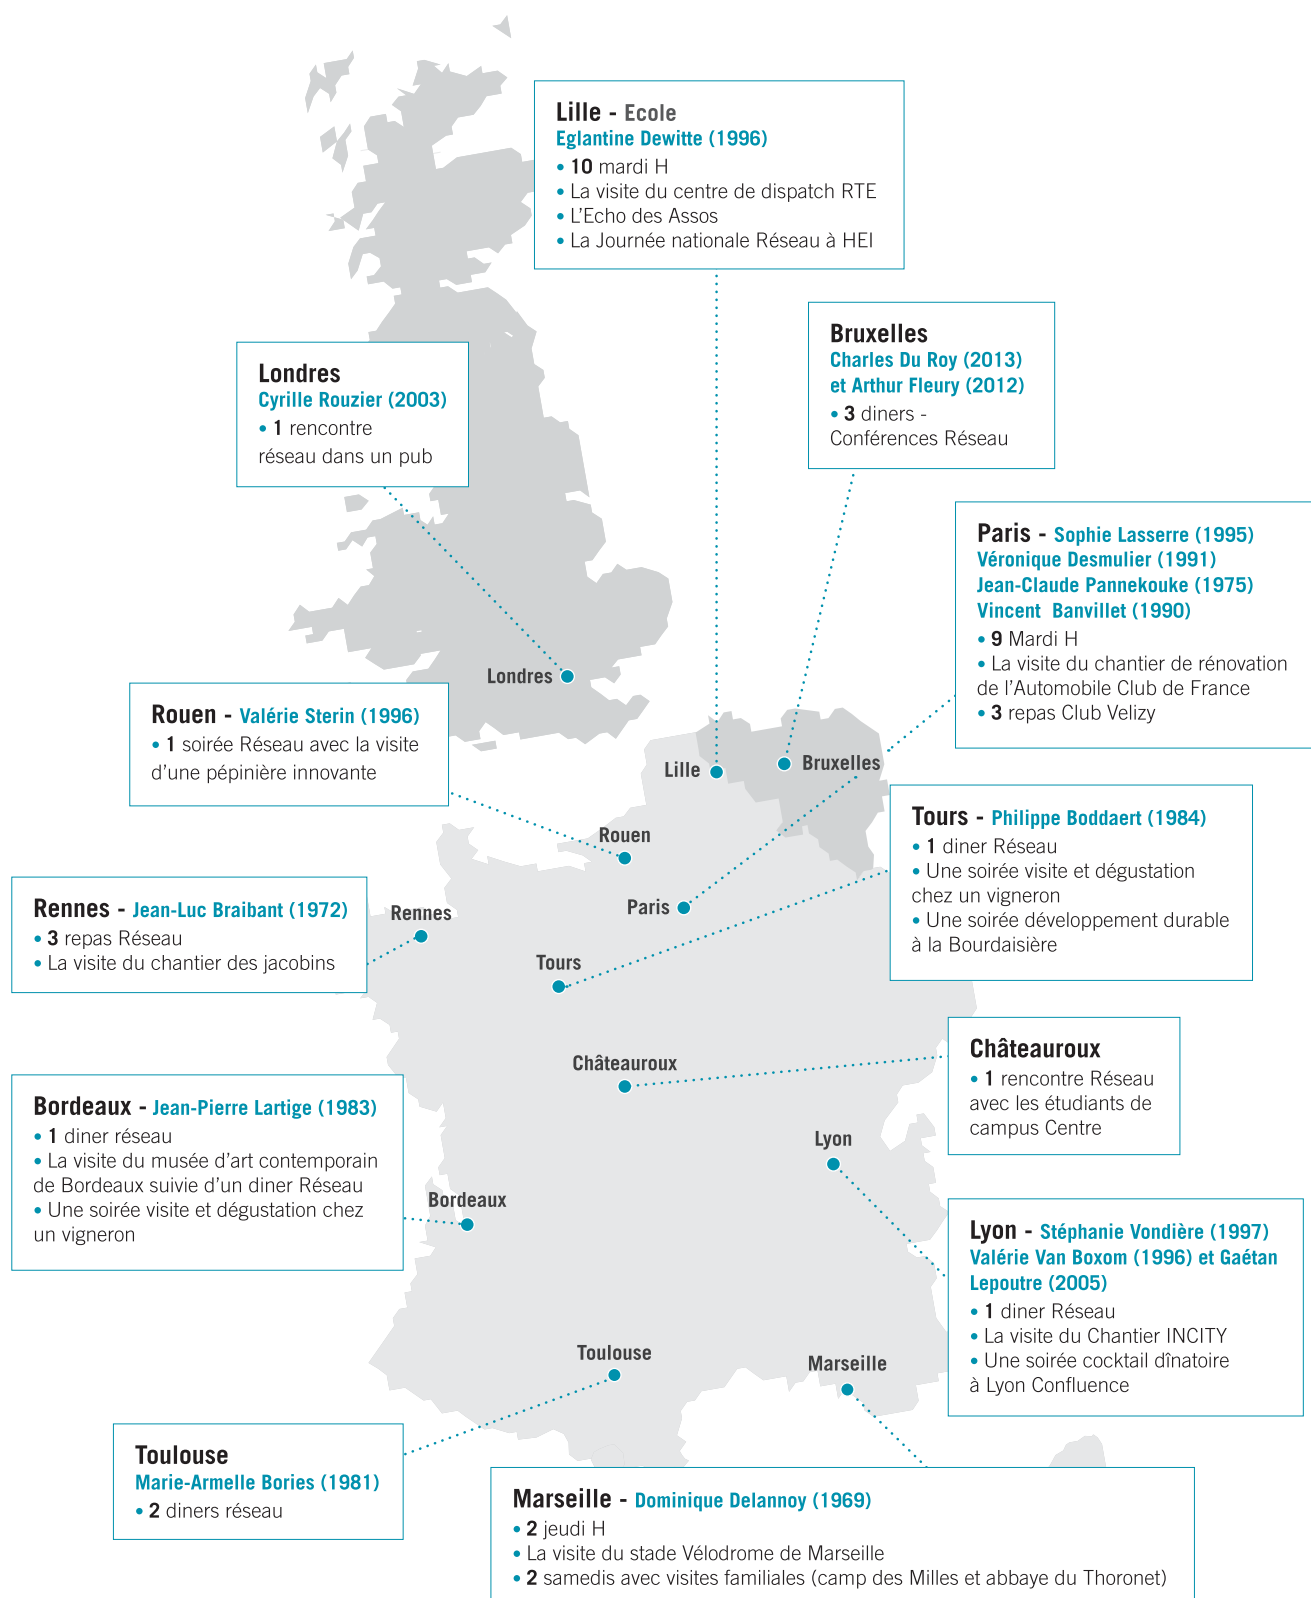 Lille - Ecole
Eglantine Dewitte (1996)
• 10 mardi H
• La visite du centre de dispatch RTE
• L'Echo des Assos
• La Journée nationale Réseau à HEI
Bruxelles
Charles Du Roy (2013)
et Arthur Fleury (2012)
• 3 diners -
Conférences Réseau
Londres
Cyrille Rouzier (2003)
• 1 rencontre
réseau dans un pub
Paris - Sophie Lasserre (1995)
Véronique Desmulier (1991)
Jean-Claude Pannekouke (1975)
Vincent Banvillet (1990)
• 9 Mardi H
• La visite du chantier de rénovation
de l'Automobile Club de France
• 3 repas Club Velizy
Londres
Rouen - Valérie Sterin (1996)
• 1 soirée Réseau avec la visite
d'une pépinière innovante
Lille
Bruxelles
Tours - Philippe Boddaert (1984)
• 1 diner Réseau
• Une soirée visite et dégustation
chez un vigneron
• Une soirée développement durable
à la Bourdaisière
Rouen
Paris
Rennes - Jean-Luc Braibant (1972)
• 3 repas Réseau
• La visite du chantier des jacobins
Rennes
Tours
Châteauroux
Châteauroux
• 1 rencontre Réseau
avec les étudiants de
campus Centre
Bordeaux - Jean-Pierre Lartige (1983)
• 1 diner réseau
• La visite du musée d'art contemporain
de Bordeaux suivie d'un diner Réseau
• Une soirée visite et dégustation chez
un vigneron
Lyon
Bordeaux
Lyon - Stéphanie Vondière (1997)
Valérie Van Boxom (1996) et Gaétan
Lepoutre (2005)
• 1 diner Réseau
• La visite du Chantier INCITY
• Une soirée cocktail dînatoire
à Lyon Confluence
Toulouse
Marseille
Toulouse
Marie-Armelle Bories (1981)
• 2 diners réseau
Marseille - Dominique Delannoy (1969)
• 2 jeudi H
• La visite du stade Vélodrome de Marseille
• 2 samedis avec visites familiales (camp des Milles et abbaye du Thoronet)